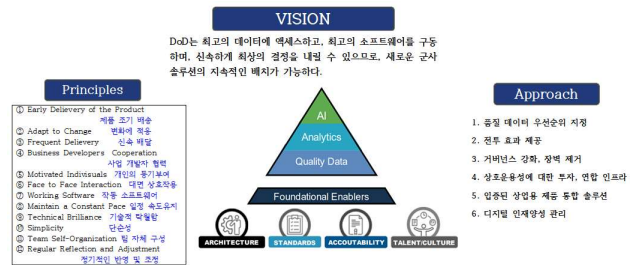 VISION
DoD는 최고의 데이터에 액세스하고, 최고의 소프트웨어를 구동
하며, 신속하게 최상의 결정을 내릴 수 있으므로, 새로운 군사
솔루션의 지속적인 배치가 가능하다.
Principles
① Early Delievery of the Product
제품 조기 배송
② Adapt to Change 변화에 적응
③ Frequent Delievery 신속 배달
④ Business Developers Cooperation
사업 개발자 협력
⑤ Motivated Indivisuals 개인의 동기부여
⑥ Face to Face Interaction 대면 상호작용
⑦ Working Software 작동 소프트웨어
⑧ Maintain a Constant Pace 일정 속도유지
⑨ Technical Brilliance 기술적 탁월함
⑩ Simplicity 단순성
⑪ Team Self-Organization 팀 자체 구성
⑫ Regular Reflection and Adjustment
정기적인 반영 및 조정
AI
Analytics
Quality Data
Foundational Enablers
ARCHITECTURE
STANDARDS
ACCOUTABILITY
TALENT/CULTURE
Approach
1. 품질 데이터 우선순위 지정
2. 전투 효과 제공
3. 거버넌스 강화, 장벽 제거
4. 상호운용성에 대한 투자, 연합 인프라
5. 입증된 상업용 제품 통합 솔루션
6. 디지털 인재양성 관리